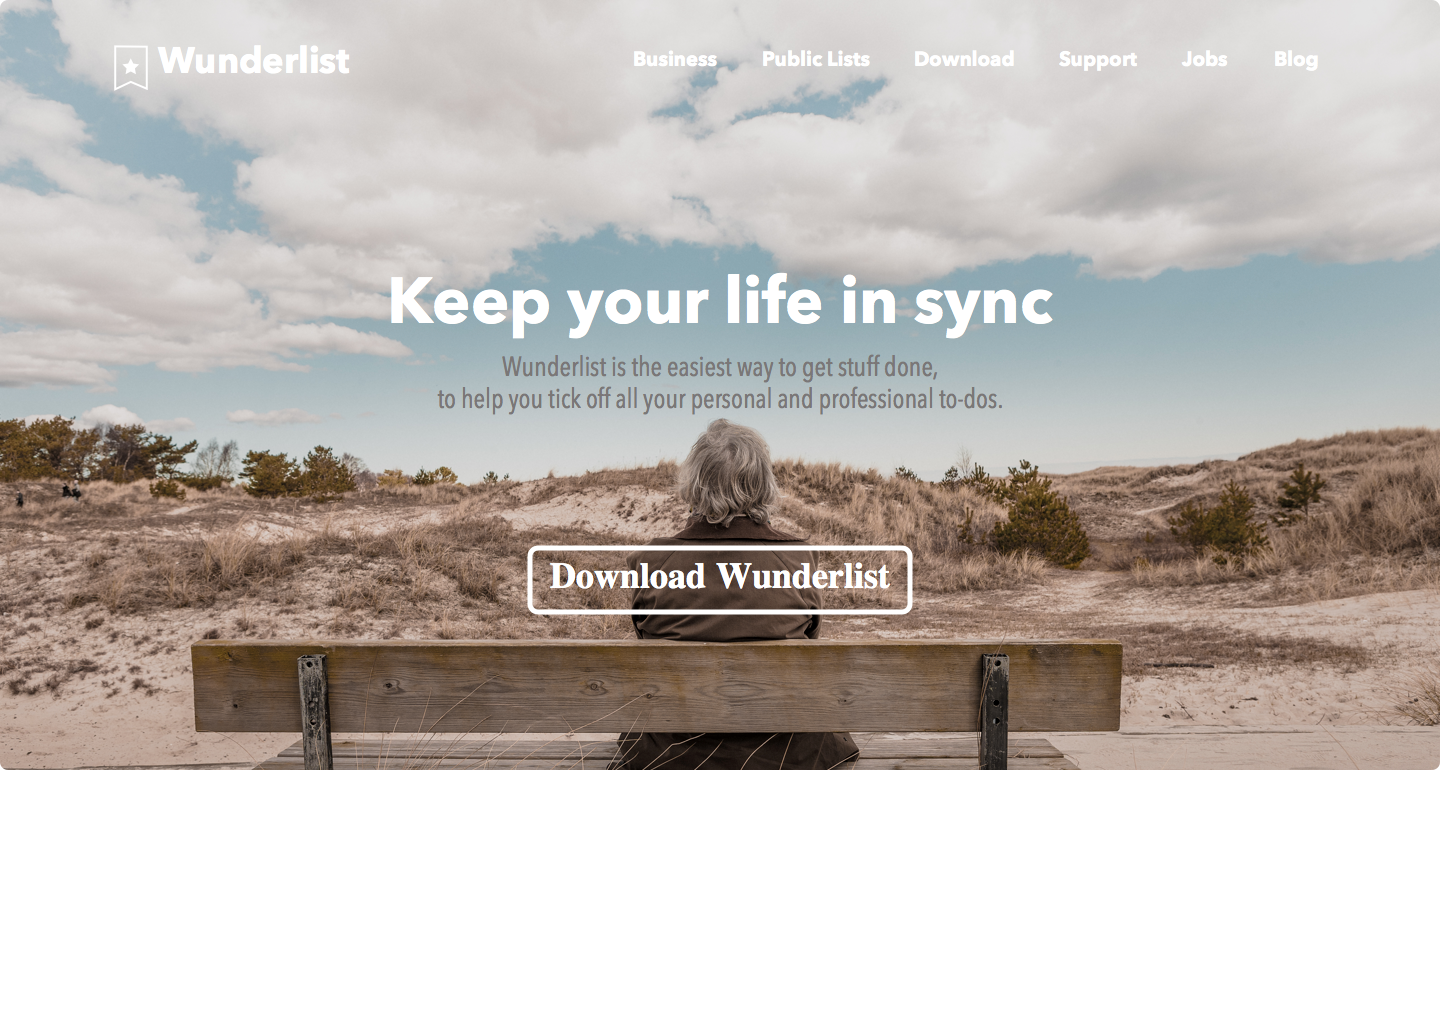 Wunderlist
Business Public Lists Download Support Jobs Blog
Keep your life in sync
Wunderlist is the easiest way to get stuff done,
to help you tick off all your personal and professional to-dos.
Download Wunderlist